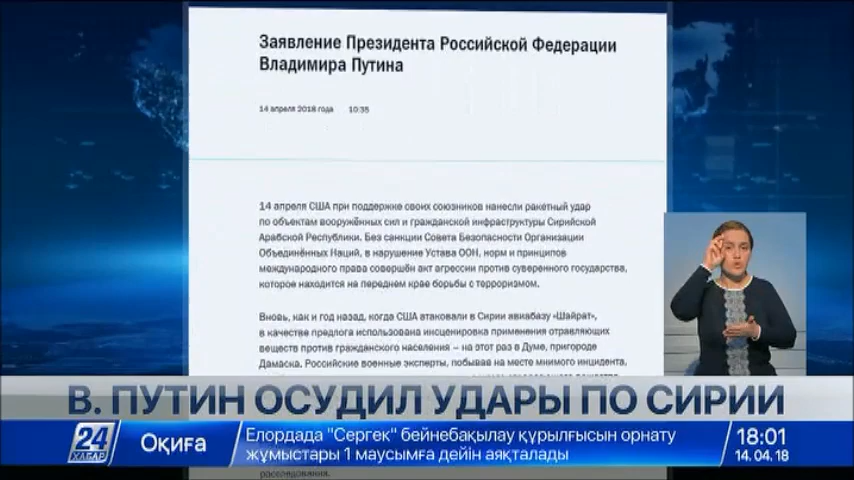 Заявление Президента Российской Федерации
Владимира Путина
14 апреля 2018 года 10:35
14 апреля США при поддержке своих союзников нанесли ракетный удар
по объектам вооружённых сил и гражданской инфраструктуры Сирийской
Арабской Республики. Без санкции Совета Безопасности Организации
Объединённых Наций, в нарушение Устава ООН, норм и принципов
международного права совершён акт агрессии против суверенного государства,
которое находится на переднем крае борьбы с терроризмом.
Вновь, как и год назад, когда США атаковали в Сирии авиабазу «Шайрат»,
в качестве предлога использована инсценировка применения отравляющих
веществ против гражданского населения – на этот раз в Думе, пригороде
Дамаска. Российские военные эксперты, побывав на месте мнимого инцидента,
В. ПУТИН ОСУДИЛ УДАРЫ ПО СИРИИ
24
ХАБАР
Оқиға
Елордада "Сергек" бейнебақылау құрылғысын орнату
жұмыстары 1 маусымға дейін аяқталады
18:01
14.04.18
расследования.